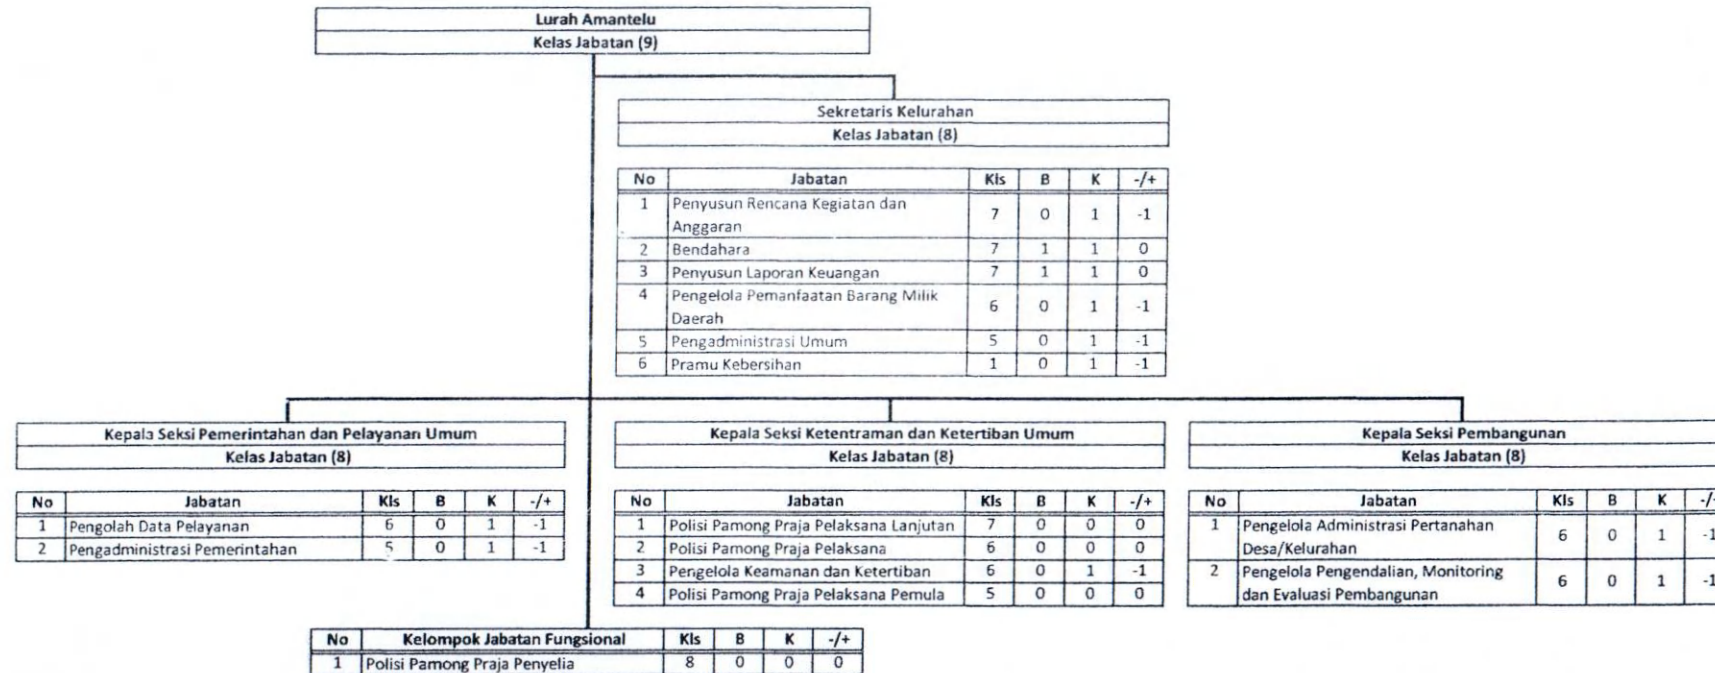 Lurah Amantelu
Kelas Jabatan (9)
Sekretaris Kelurahan
Kelas Jabatan (8)
No Jabatan Kls B K -/+
1 Penyusun Rencana Kegiatan dan Anggaran 7 0 1 -1
2 Bendahara 7 1 1 0
3 Penyusun Laporan Keuangan 7 1 1 0
4 Pengelola Pemanfaatan Barang Milik Daerah 6 0 1 -1
5 Pengadministrasi Umum 5 0 1 -1
6 Pramu Kebersihan 1 0 1 -1
Kepala Seksi Pemerintahan dan Pelayanan Umum
Kelas Jabatan (8)
No Jabatan Kls B K -/+
1 Pengolah Data Pelayanan 6 0 1 -1
2 Pengadministrasi Pemerintahan 5 0 1 -1
Kepala Seksi Ketentraman dan Ketertiban Umum
Kelas Jabatan (8)
No Jabatan Kls B K -/+
1 Polisi Pamong Praja Pelaksana Lanjutan 7 0 0 0
2 Polisi Pamong Praja Pelaksana 6 0 0 0
3 Pengelola Keamanan dan Ketertiban 6 0 1 -1
4 Polisi Pamong Praja Pelaksana Pemula 5 0 0 0
Kepala Seksi Pembangunan
Kelas Jabatan (8)
No Jabatan Kls B K -/+
1 Pengelola Administrasi Pertanahan Desa/Kelurahan 6 0 1 -1
2 Pengelola Pengendalian, Monitoring dan Evaluasi Pembangunan 6 0 1 -1
No Kelompok Jabatan Fungsional Kls B K -/+
1 Polisi Pamong Praja Penyelia 8 0 0 0